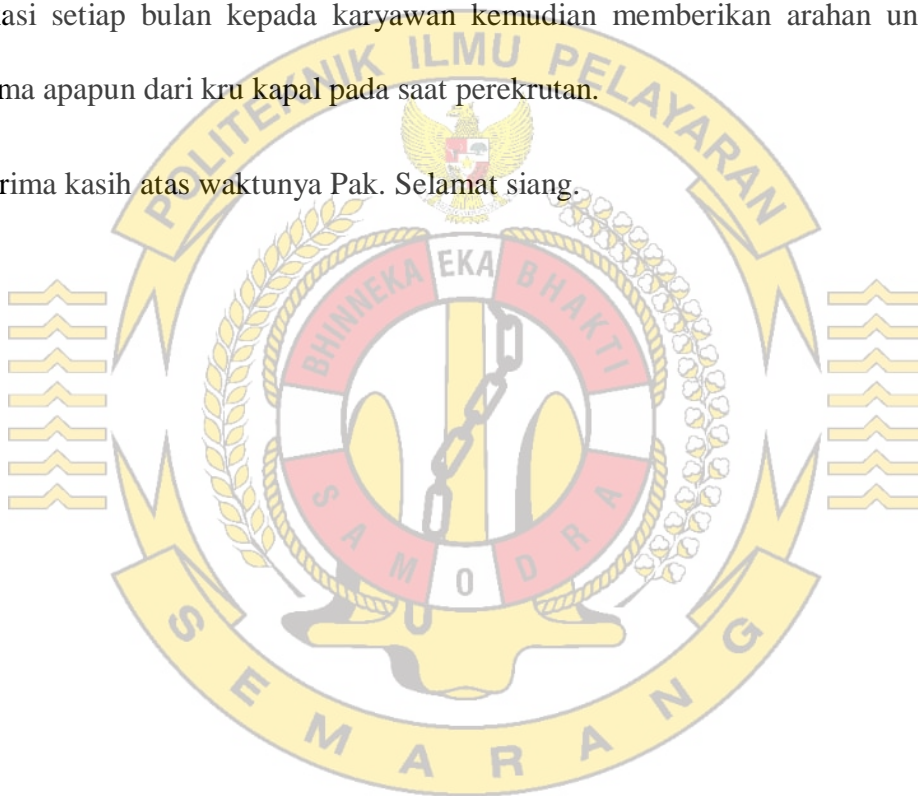 asi setiap bulan kepada karyawan kemudian memberikan arahan un
ma apapun dari kru kapal pada saat perekrutan.
rima kasih atas waktunya Pak. Selamat siang.
POLITEKNIK ILMU PELAYARAN
BHINNEKA EKA BHAKTI
SAMODRA
SEMARANG